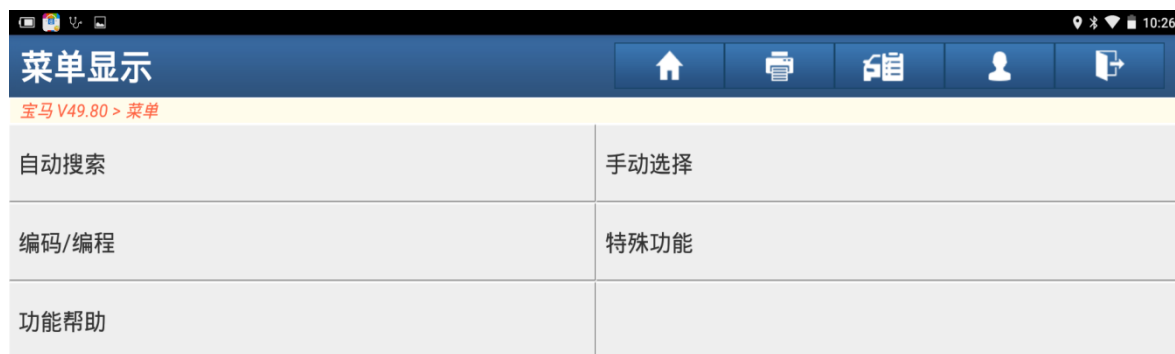 10:26
菜单显示
宝马 V49.80 > 菜单
自动搜索 手动选择
编码/编程 特殊功能
功能帮助